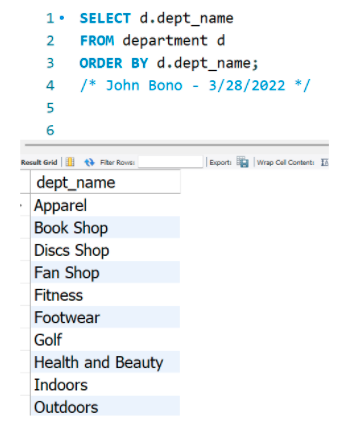 1 SELECT d.dept_name
2 FROM department d
3 ORDER BY d.dept_name;
4 /* John Bono - 3/28/2022 */
5
6
Result Grid Filter Rows: Export: Wrap Cell Content:
dept_name
Apparel
Book Shop
Discs Shop
Fan Shop
Fitness
Footwear
Golf
Health and Beauty
Indoors
Outdoors